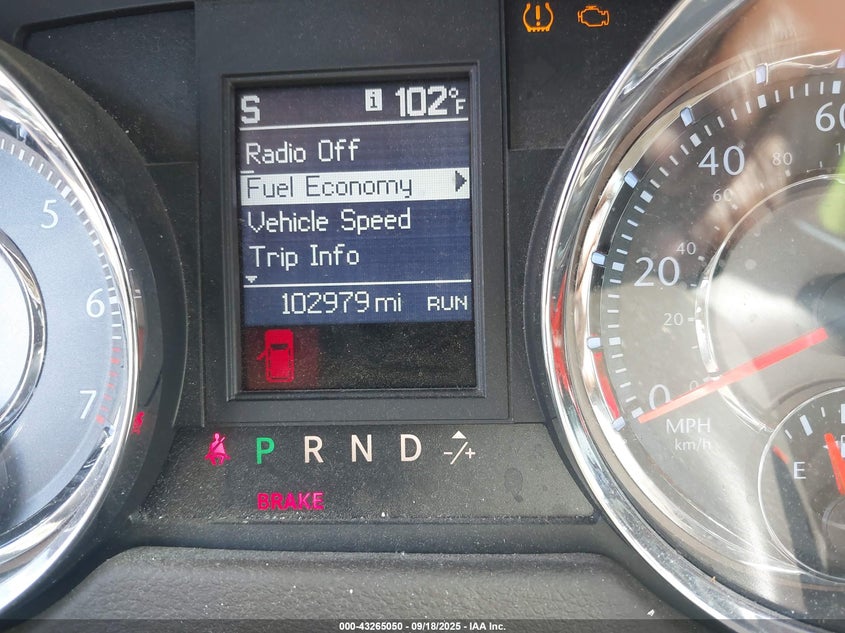 S i 102°F
Radio Off
Fuel Economy
Vehicle Speed
Trip Info
102979 mi RUN
P R N D -/+
BRAKE
5
6
7
60
40
80
60
20
40
20
0
0
MPH
km/h
E
000-43265050 - 09/18/2025 - IAA Inc.